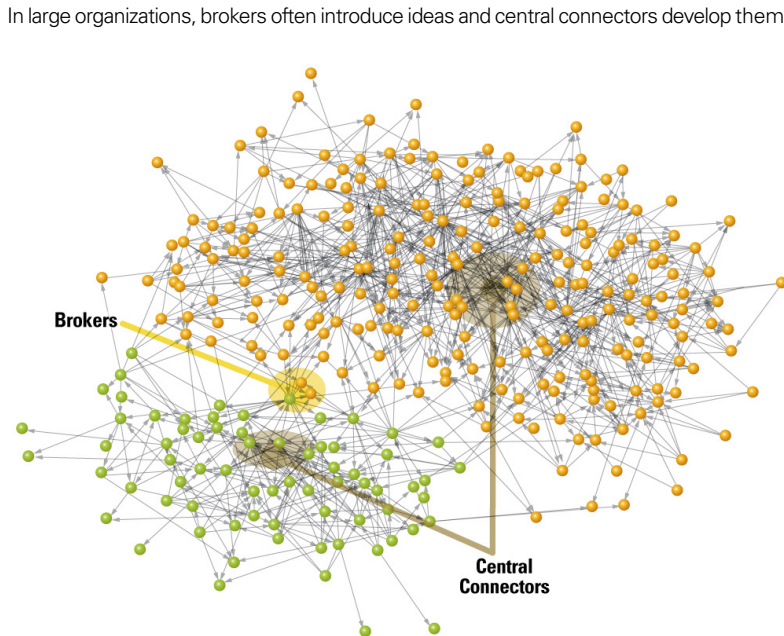 In large organizations, brokers often introduce ideas and central connectors develop them
Brokers
Central
Connectors